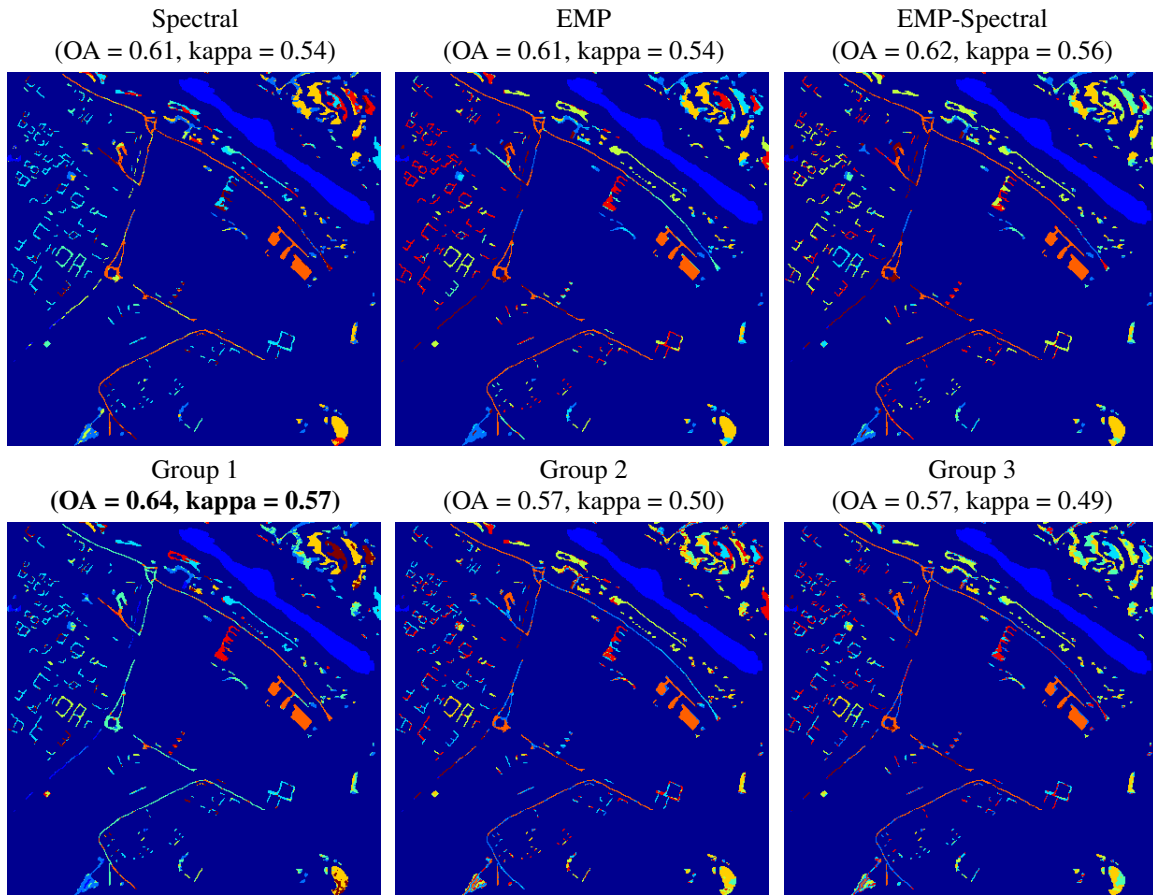 Spectral
(OA = 0.61, kappa = 0.54)
EMP
(OA = 0.61, kappa = 0.54)
EMP-Spectral
(OA = 0.62, kappa = 0.56)
Group 1
(OA = 0.64, kappa = 0.57)
Group 2
(OA = 0.57, kappa = 0.50)
Group 3
(OA = 0.57, kappa = 0.49)